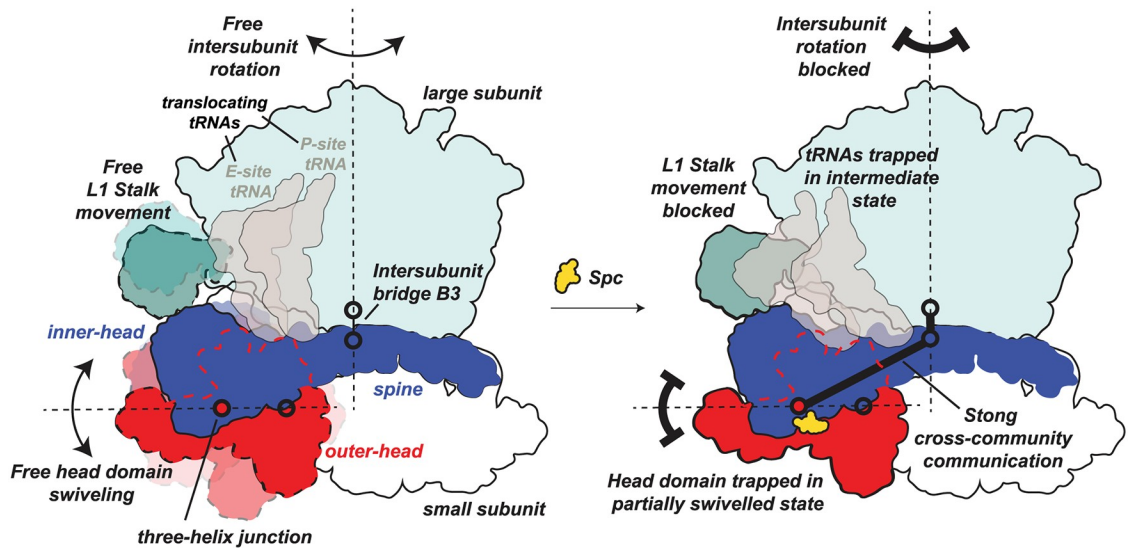 Free
intersubunit
rotation
translocating
tRNAs
large subunit
P-site
tRNA
E-site
tRNA
Free
L1 Stalk
movement
Intersubunit
bridge B3
inner-head
spine
outer-head
Free head domain
swiveling
three-helix junction
small subunit
Spc
Intersubunit
rotation
blocked
L1 Stalk
movement
blocked
tRNAs trapped
in intermediate
state
Stong
cross-community
communication
Head domain trapped in
partially swivelled state